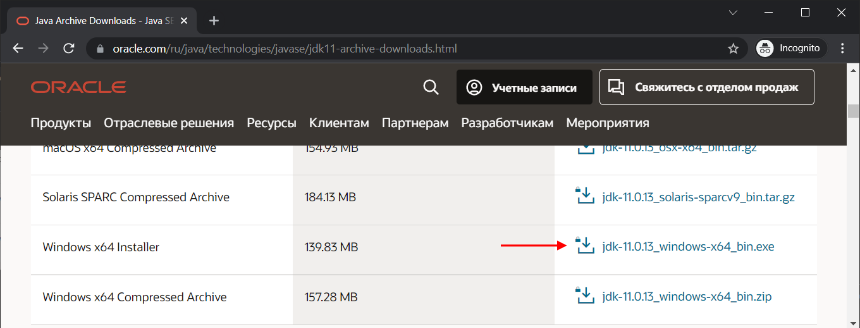 Java Archive Downloads - Java SE
oracle.com/ru/java/technologies/javase/jdk11-archive-downloads.html
Incognito
ORACLE
Учетные записи
Свяжитесь с отделом продаж
Продукты Отраслевые решения Ресурсы Клиентам Партнерам Разработчикам Мероприятия
macOS x64 Compressed Archive 154.93 MB jdk-11.0.13_osx-x64_bin.tar.gz
Solaris SPARC Compressed Archive 184.13 MB jdk-11.0.13_solaris-sparcv9_bin.tar.gz
Windows x64 Installer 139.83 MB jdk-11.0.13_windows-x64_bin.exe
Windows x64 Compressed Archive 157.28 MB jdk-11.0.13_windows-x64_bin.zip